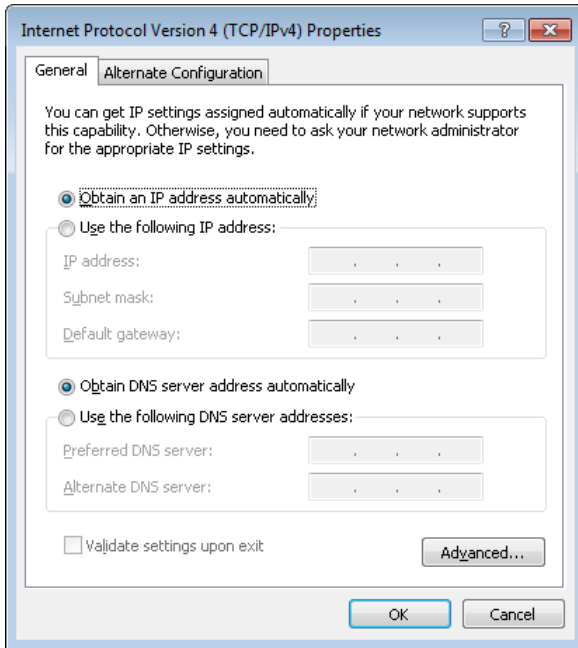 Internet Protocol Version 4 (TCP/IPv4) Properties
General
Alternate Configuration
You can get IP settings assigned automatically if your network supports
this capability. Otherwise, you need to ask your network administrator
for the appropriate IP settings.
Obtain an IP address automatically
Use the following IP address:
IP address:
Subnet mask:
Default gateway:
Obtain DNS server address automatically
Use the following DNS server addresses:
Preferred DNS server:
Alternate DNS server:
Validate settings upon exit
Advanced...
OK
Cancel